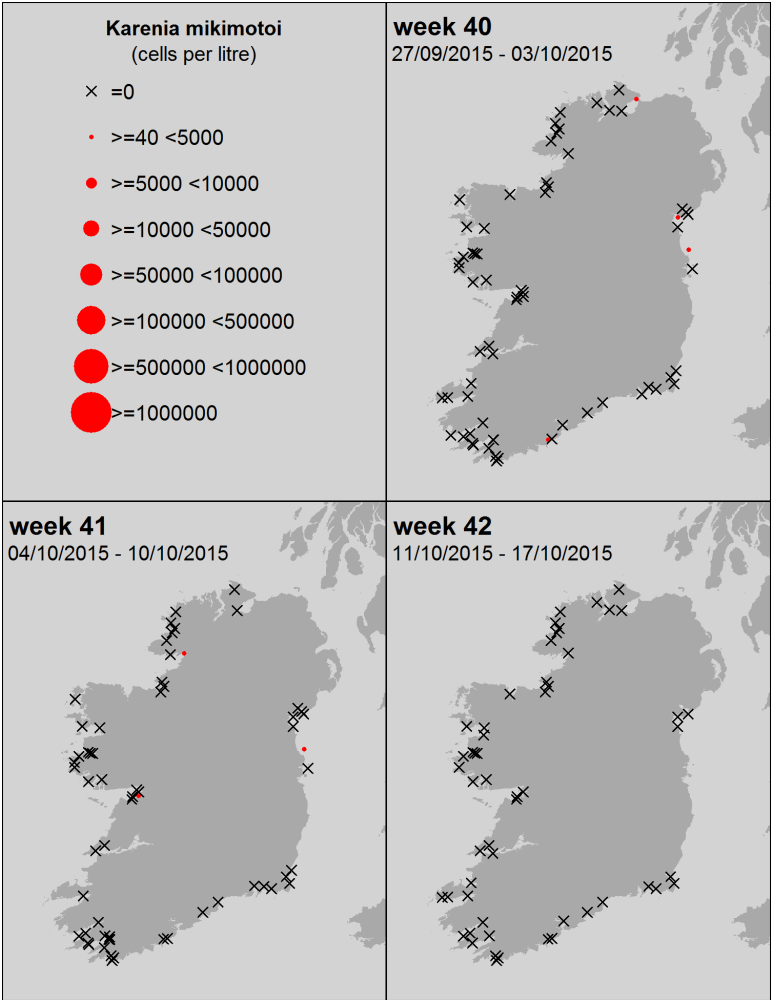 Karenia mikimotoi
(cells per litre)
=0
>=40 <5000
>=5000 <10000
>=10000 <50000
>=50000 <100000
>=100000 <500000
>=500000 <1000000
>=1000000
week 40
27/09/2015 - 03/10/2015
week 41
04/10/2015 - 10/10/2015
week 42
11/10/2015 - 17/10/2015